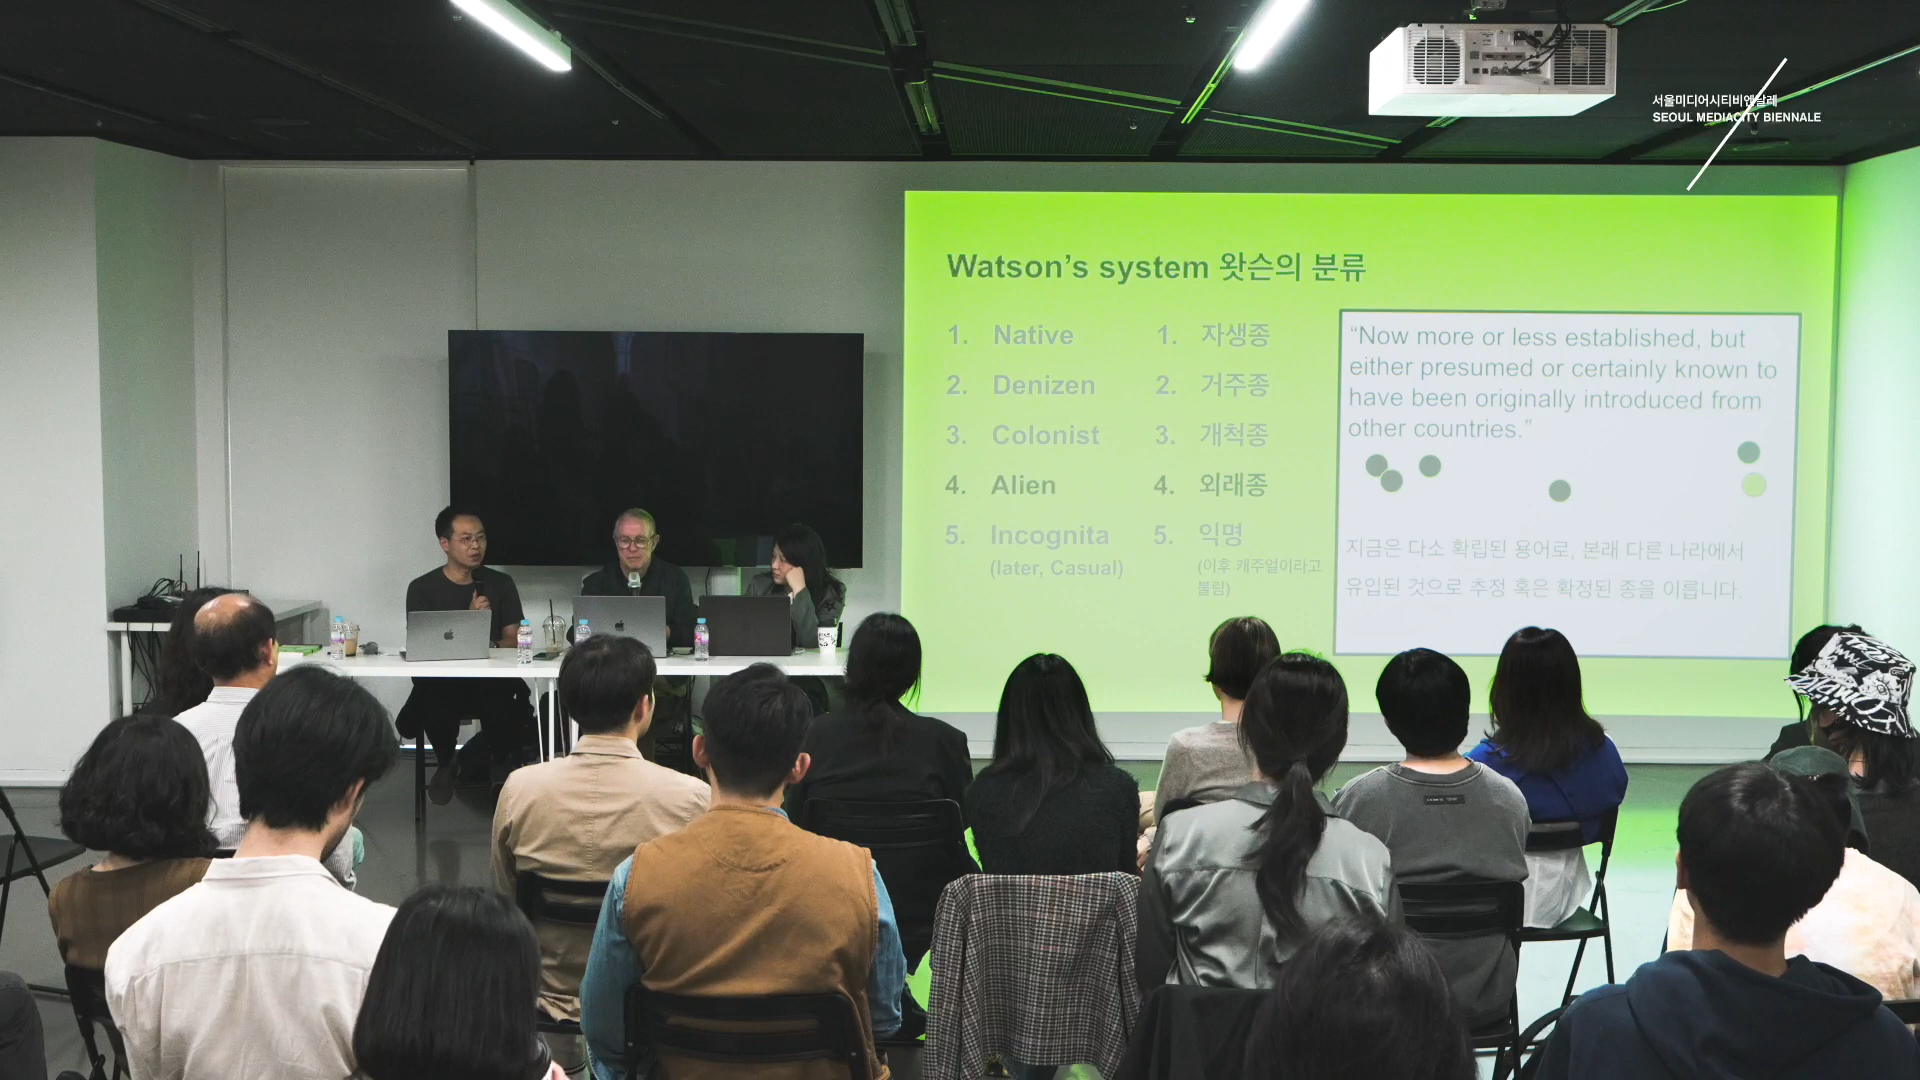 서울미디어시티비엔날레
SEOUL MEDIACITY BIENNALE
Watson's system 왓슨의 분류
1. Native
2. Denizen
3. Colonist
4. Alien
5. Incognita
(later, Casual)
1. 자생종
2. 거주종
3. 개척종
4. 외래종
5. 익명
(이후 캐주얼이라고
불림)
“Now more or less established, but
either presumed or certainly known to
have been originally introduced from
other countries.”
지금은 다소 확립된 용어로, 본래 다른 나라에서
유입된 것으로 추정 혹은 확정된 종을 이릅니다.